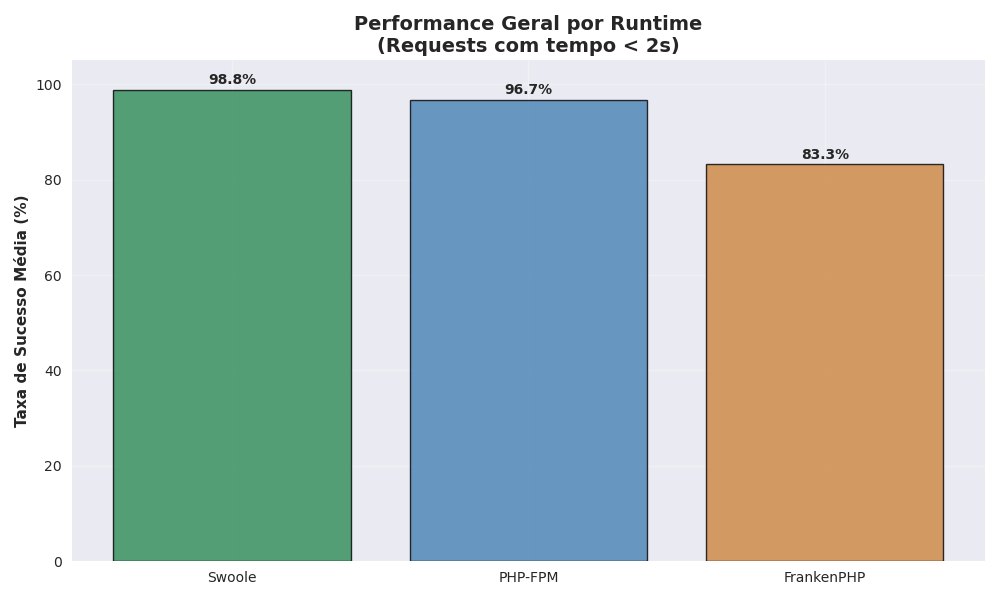 Performance Geral por Runtime
(Requests com tempo < 2s)
Taxa de Sucesso Média (%)
100
80
60
40
20
0
98.8%
96.7%
83.3%
Swoole
PHP-FPM
FrankenPHP